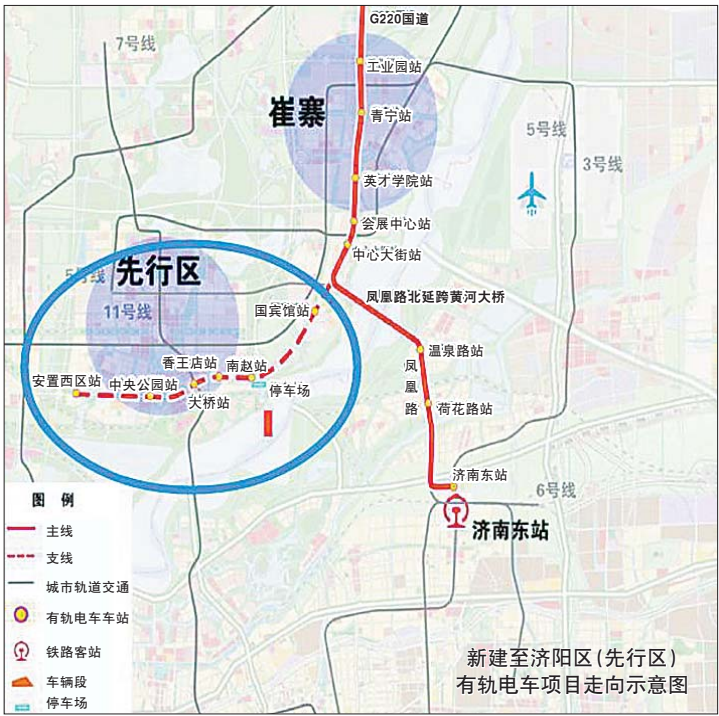 G220国道
7号线
工业园站
崔寨
青宁站
5号线
3号线
英才学院站
会展中心站
中心大街站
先行区
5号线
11号线
国宾馆站
凤凰路北延跨黄河大桥
香王店站
南赵站
温泉路站
安置西区站
中央公园站
停车场
凤凰路
大桥站
荷花路站
济南东站
6号线
济南东站
图 例
主线
支线
城市轨道交通
有轨电车车站
铁路客站
车辆段
停车场
新建至济阳区(先行区)
有轨电车项目走向示意图